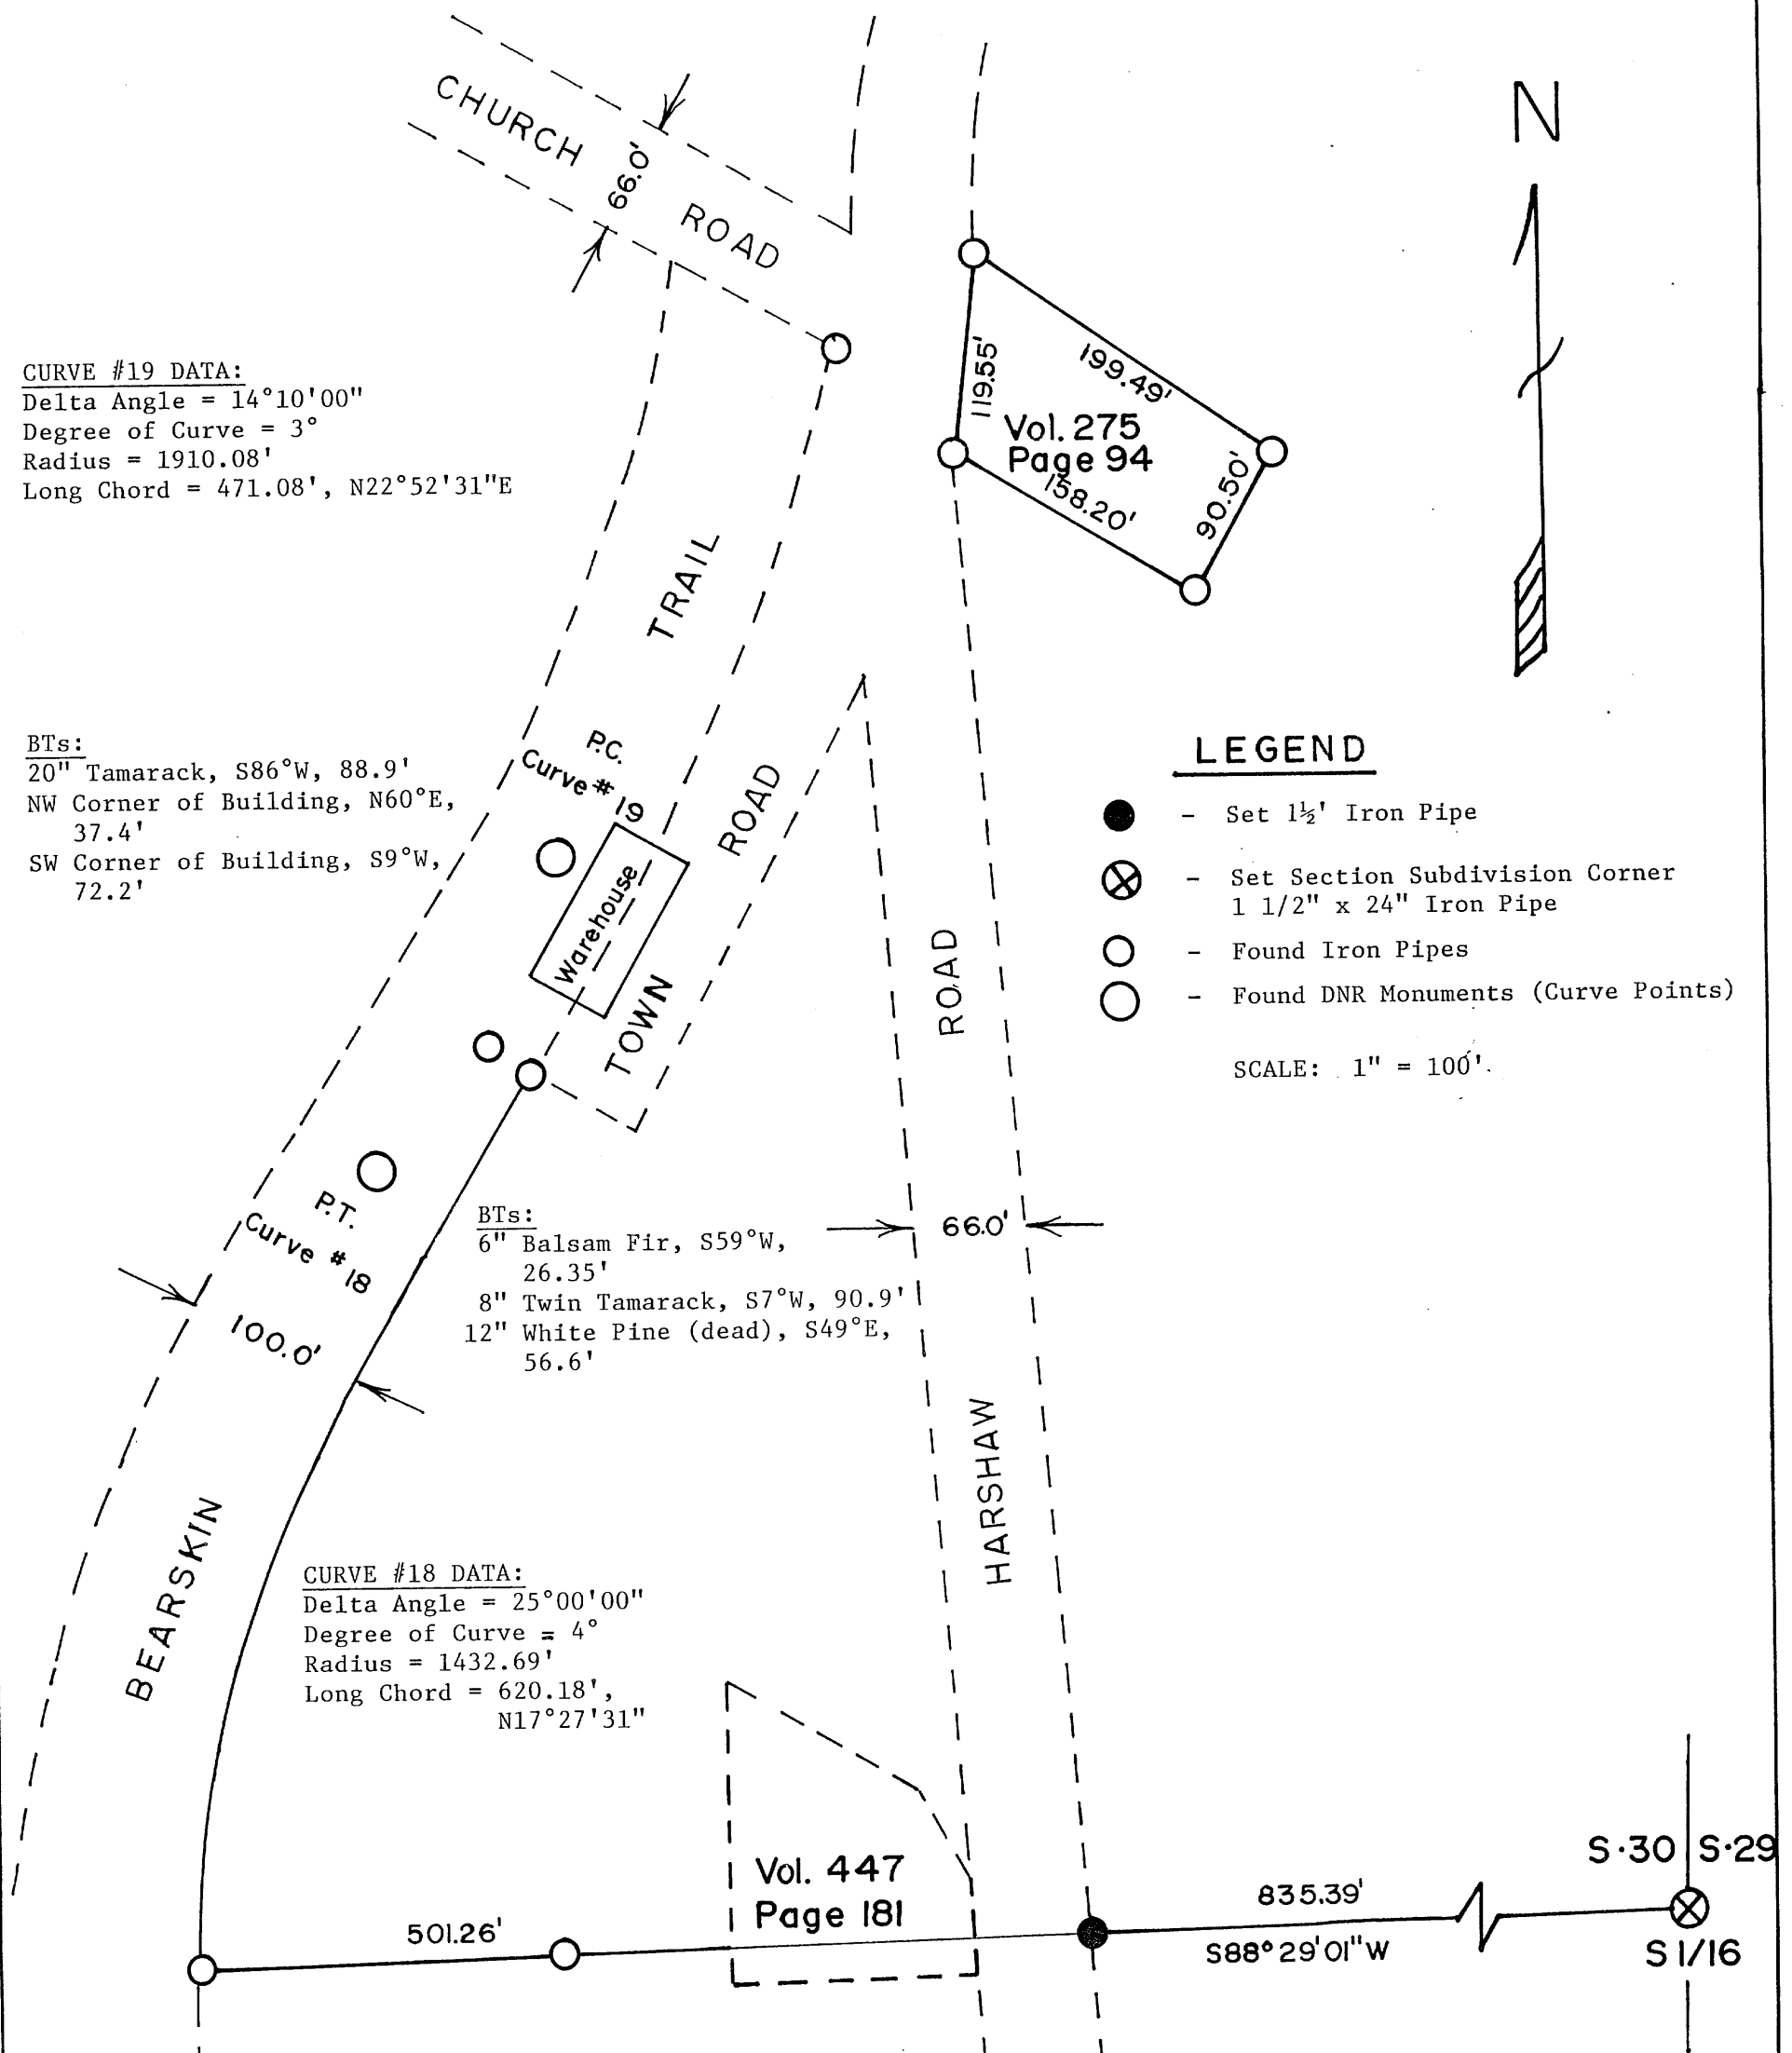 N
CHURCH ROAD
66.0'
CURVE #19 DATA:
Delta Angle = 14°10'00"
Degree of Curve = 3°
Radius = 1910.08'
Long Chord = 471.08', N22°52'31"E
119.55'
199.49'
Vol. 275
Page 94
158.20'
90.50'
TRAIL
BTs:
20" Tamarack, S86°W, 88.9'
NW Corner of Building, N60°E,
37.4'
SW Corner of Building, S9°W,
72.2'
P.C.
Curve #19
Warehouse
TOWN ROAD
LEGEND
- Set 1½' Iron Pipe
- Set Section Subdivision Corner
1 1/2" x 24" Iron Pipe
- Found Iron Pipes
- Found DNR Monuments (Curve Points)
SCALE: 1" = 100'.
ROAD
P.T.
Curve #18
BTs:
6" Balsam Fir, S59°W,
26.35'
8" Twin Tamarack, S7°W, 90.9'
12" White Pine (dead), S49°E,
56.6'
66.0'
100.0'
HARSHAW
BEARSKIN
CURVE #18 DATA:
Delta Angle = 25°00'00"
Degree of Curve = 4°
Radius = 1432.69'
Long Chord = 620.18',
N17°27'31"
Vol. 447
Page 181
501.26'
835.39'
S88°29'01"W
S.30
S.29
S 1/16